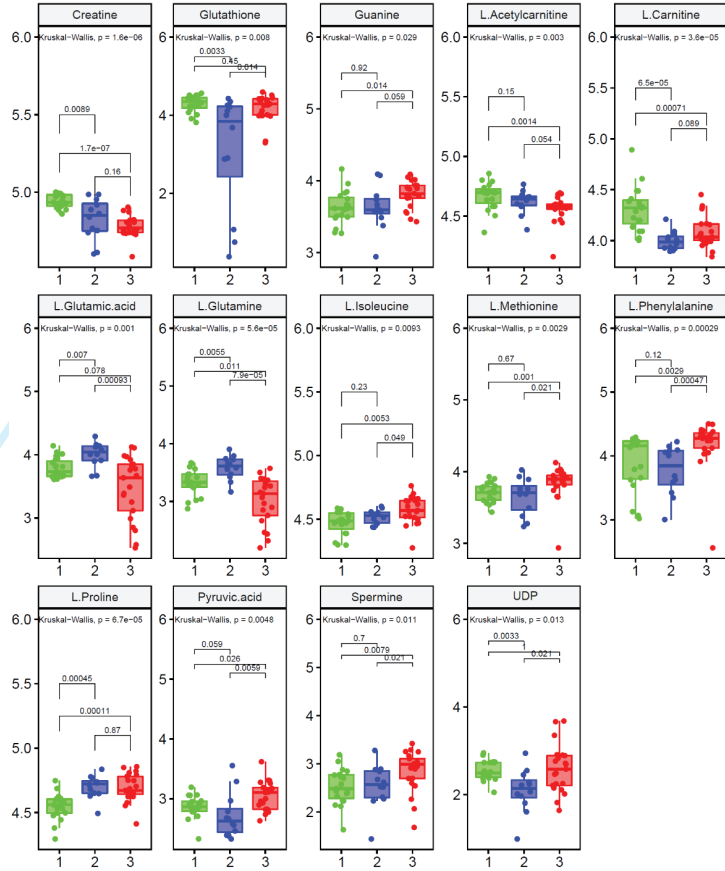 Creatine Glutathione Guanine L.Acetylcarnitine L.Carnitine
6.0 6 6 6.0 6.0
Kruskal−Wallis, p = 1.6e−06 Kruskal−Wallis, p = 0.008 Kruskal−Wallis, p = 0.029 Kruskal−Wallis, p = 0.003 Kruskal−Wallis, p = 3.6e−05
0.0089 0.0033 0.92 0.15 6.5e−05
1.7e−07 0.45 0.014 0.0014 0.00071
0.16 0.014 0.059 0.054 0.089
5.5 4 5 5.5 5.5
5.0 2 4 5.0 5.0
3 4.5 4.5
4.0
1 2 3 1 2 3 1 2 3 1 2 3 1 2 3
L.Glutamic.acid L.Glutamine L.Isoleucine L.Methionine L.Phenylalanine
6 6 6.0 6 6
Kruskal−Wallis, p = 0.001 Kruskal−Wallis, p = 5.6e−05 Kruskal−Wallis, p = 0.0093 Kruskal−Wallis, p = 0.0029 Kruskal−Wallis, p = 0.00029
0.007 0.0055 0.23 0.67 0.12
0.078 0.011 0.0053 0.001 0.0029
0.00093 7.9e−05 0.049 0.021 0.00047
5 5 5.5 5 5
4 4 5.0 4 4
3 3 4.5 3 3
1 2 3 1 2 3 1 2 3 1 2 3 1 2 3
L.Proline Pyruvic.acid Spermine UDP
6.0 6 6 6
Kruskal−Wallis, p = 6.7e−05 Kruskal−Wallis, p = 0.0048 Kruskal−Wallis, p = 0.011 Kruskal−Wallis, p = 0.013
0.00045 0.059 0.7 0.0033
0.00011 0.026 0.0079 1
0.87 0.0059 0.021 0.021
5.5 5 5 4
5.0 4 4 2
4.5 3 3
2
1 2 3 1 2 3 1 2 3 1 2 3